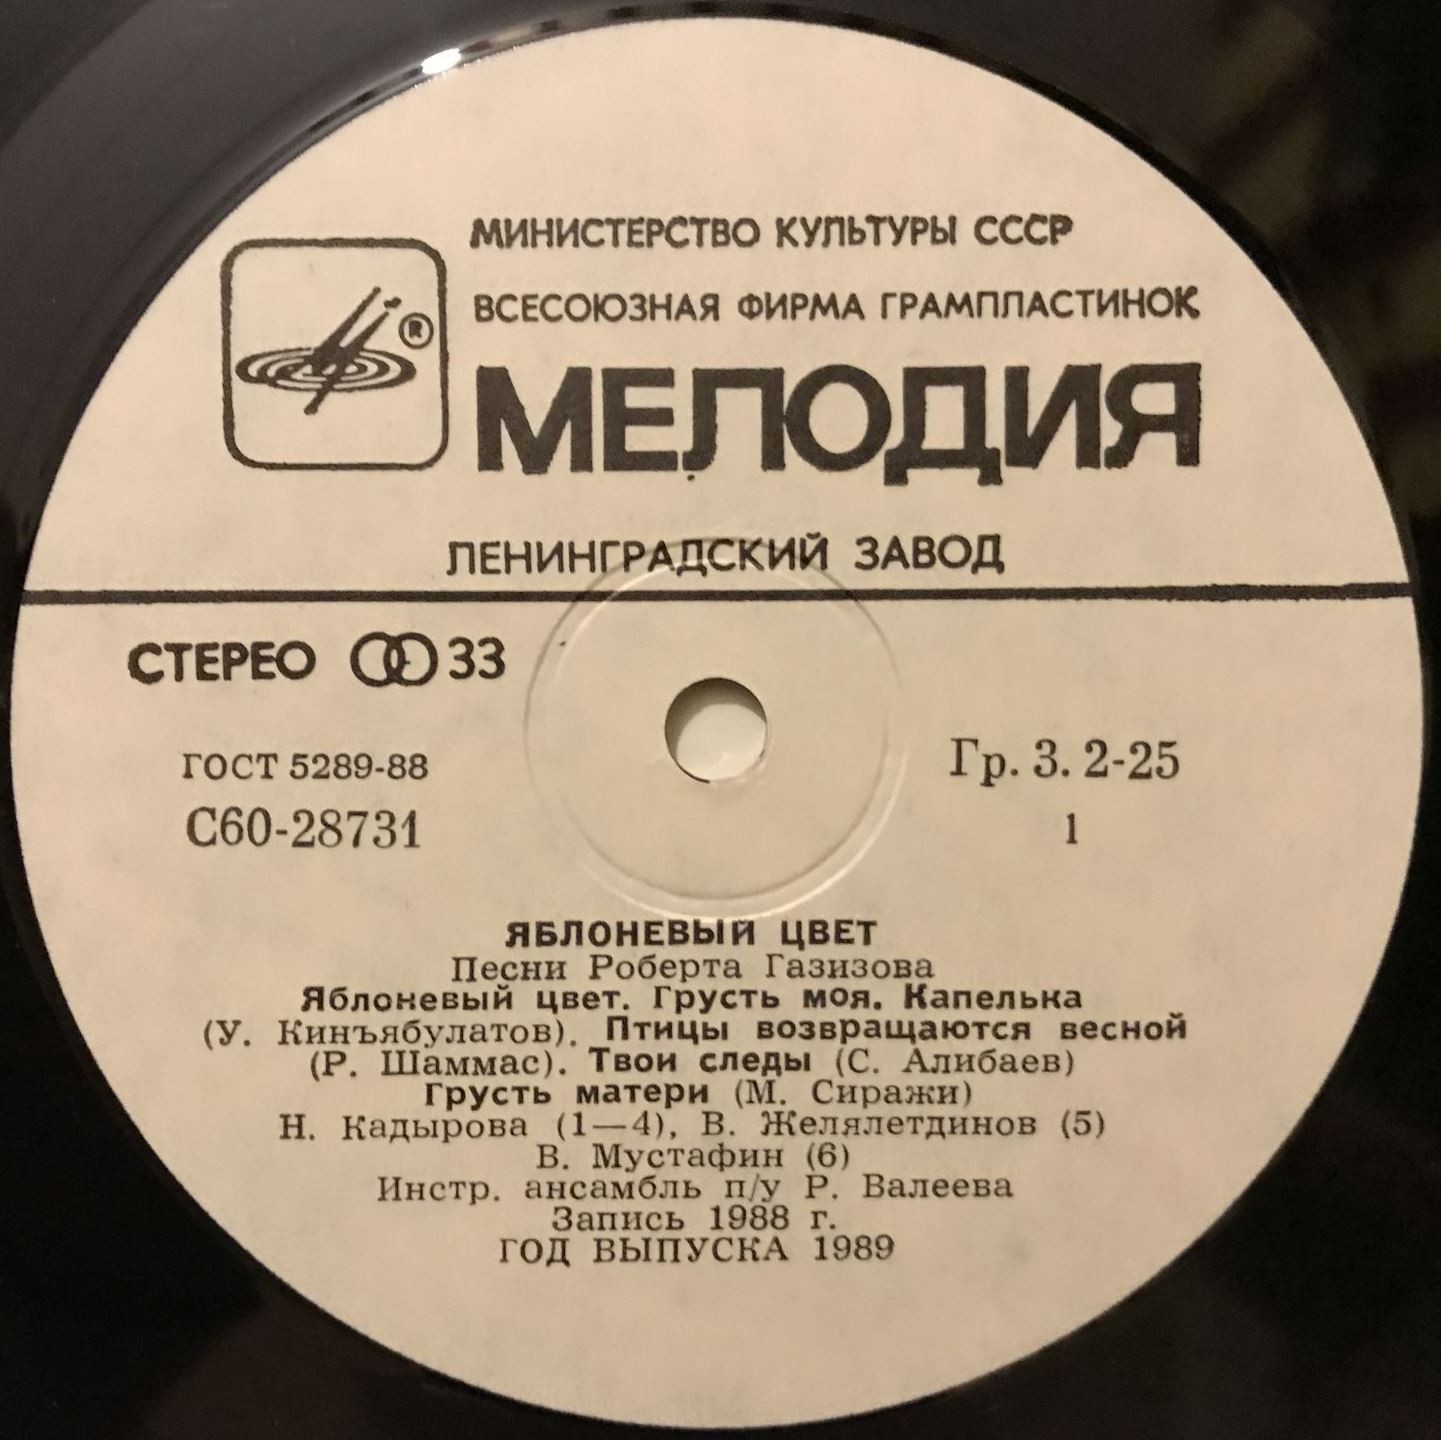 МИНИСТЕРСТВО КУЛЬТУРЫ СССР
ВСЕСОЮЗНАЯ ФИРМА ГРАМПЛАСТИНОК
®
МЕЛОДИЯ
ЛЕНИНГРАДСКИЙ ЗАВОД
СТЕРЕО 33
ГОСТ 5289-88
Гр. 3. 2-25
С60-28731
1
ЯБЛОНЕВЫЙ ЦВЕТ
Песни Роберта Газизова
Яблоневый цвет. Грусть моя. Капелька
(У. Кинъябулатов). Птицы возвращаются весной
(Р. Шаммас). Твои следы (С. Алибаев)
Грусть матери (М. Сиражи)
Н. Кадырова (1—4), В. Желялетдинов (5)
В. Мустафин (6)
Инстр. ансамбль п/у Р. Валеева
Запись 1988 г.
ГОД ВЫПУСКА 1989